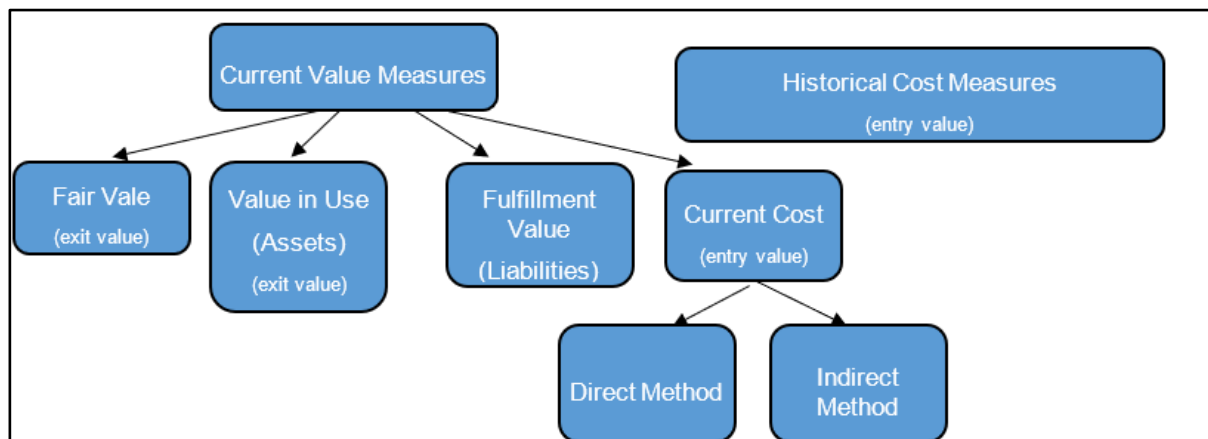 Current Value Measures
Historical Cost Measures
(entry value)
Fair Vale
(exit value)
Value in Use
(Assets)
(exit value)
Fulfillment
Value
(Liabilities)
Current Cost
(entry value)
Direct Method
Indirect
Method